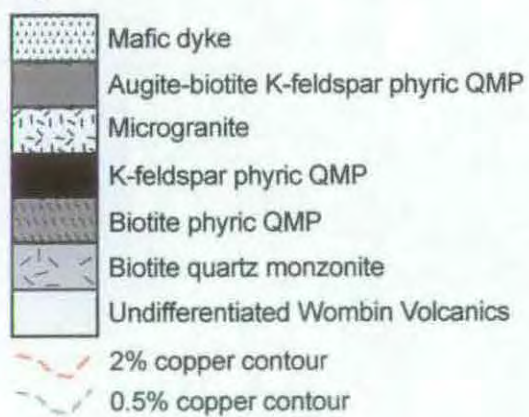 Mafic dyke
Augite-biotite K-feldspar phyric QMP
Microgranite
K-feldspar phyric QMP
Biotite phyric QMP
Biotite quartz monzonite
Undifferentiated Wombin Volcanics
2% copper contour
0.5% copper contour